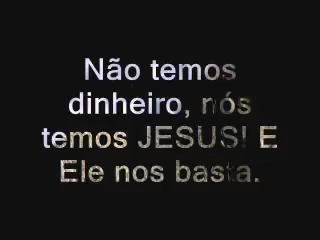 Não temos
dinheiro, nós
temos JESUS! E
Ele nos basta.